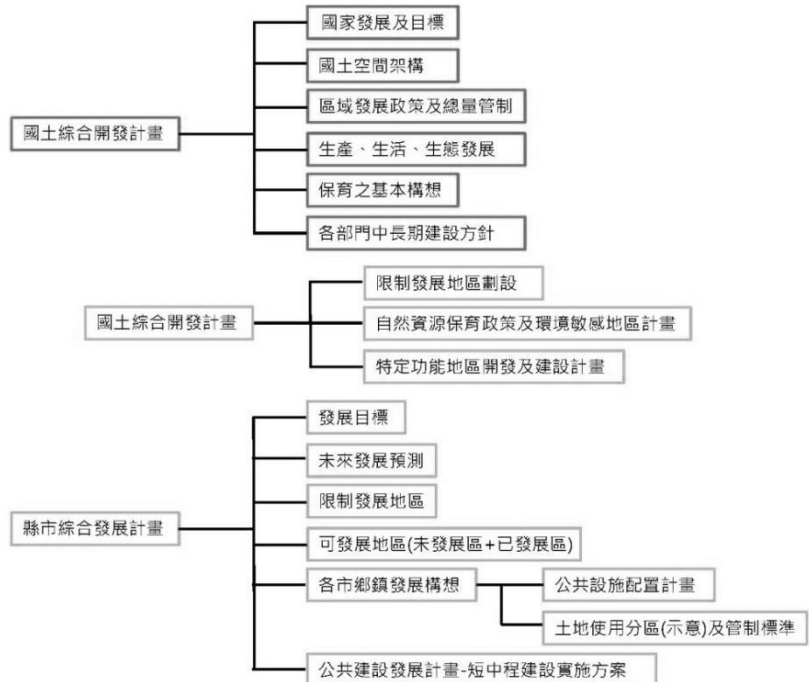 國土綜合開發計畫
國家發展及目標
國土空間架構
區域發展政策及總量管制
生產、生活、生態發展
保育之基本構想
各部門中長期建設方針
國土綜合開發計畫
限制發展地區劃設
自然資源保育政策及環境敏感地區計畫
特定功能地區開發及建設計畫
縣市綜合發展計畫
發展目標
未來發展預測
限制發展地區
可發展地區(未發展區+已發展區)
各市鄉鎮發展構想
公共設施配置計畫
土地使用分區(示意)及管制標準
公共建設發展計畫-短中程建設實施方案